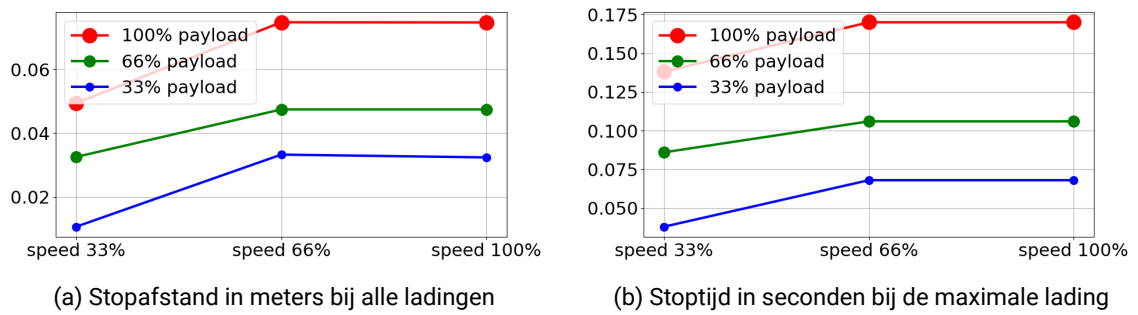 100% payload
66% payload
33% payload
0.06
0.04
0.02
speed 33%
speed 66%
speed 100%
(a) Stopafstand in meters bij alle ladingen
0.175
0.150
0.125
0.100
0.075
0.050
100% payload
66% payload
33% payload
speed 33%
speed 66%
speed 100%
(b) Stoptijd in seconden bij de maximale lading